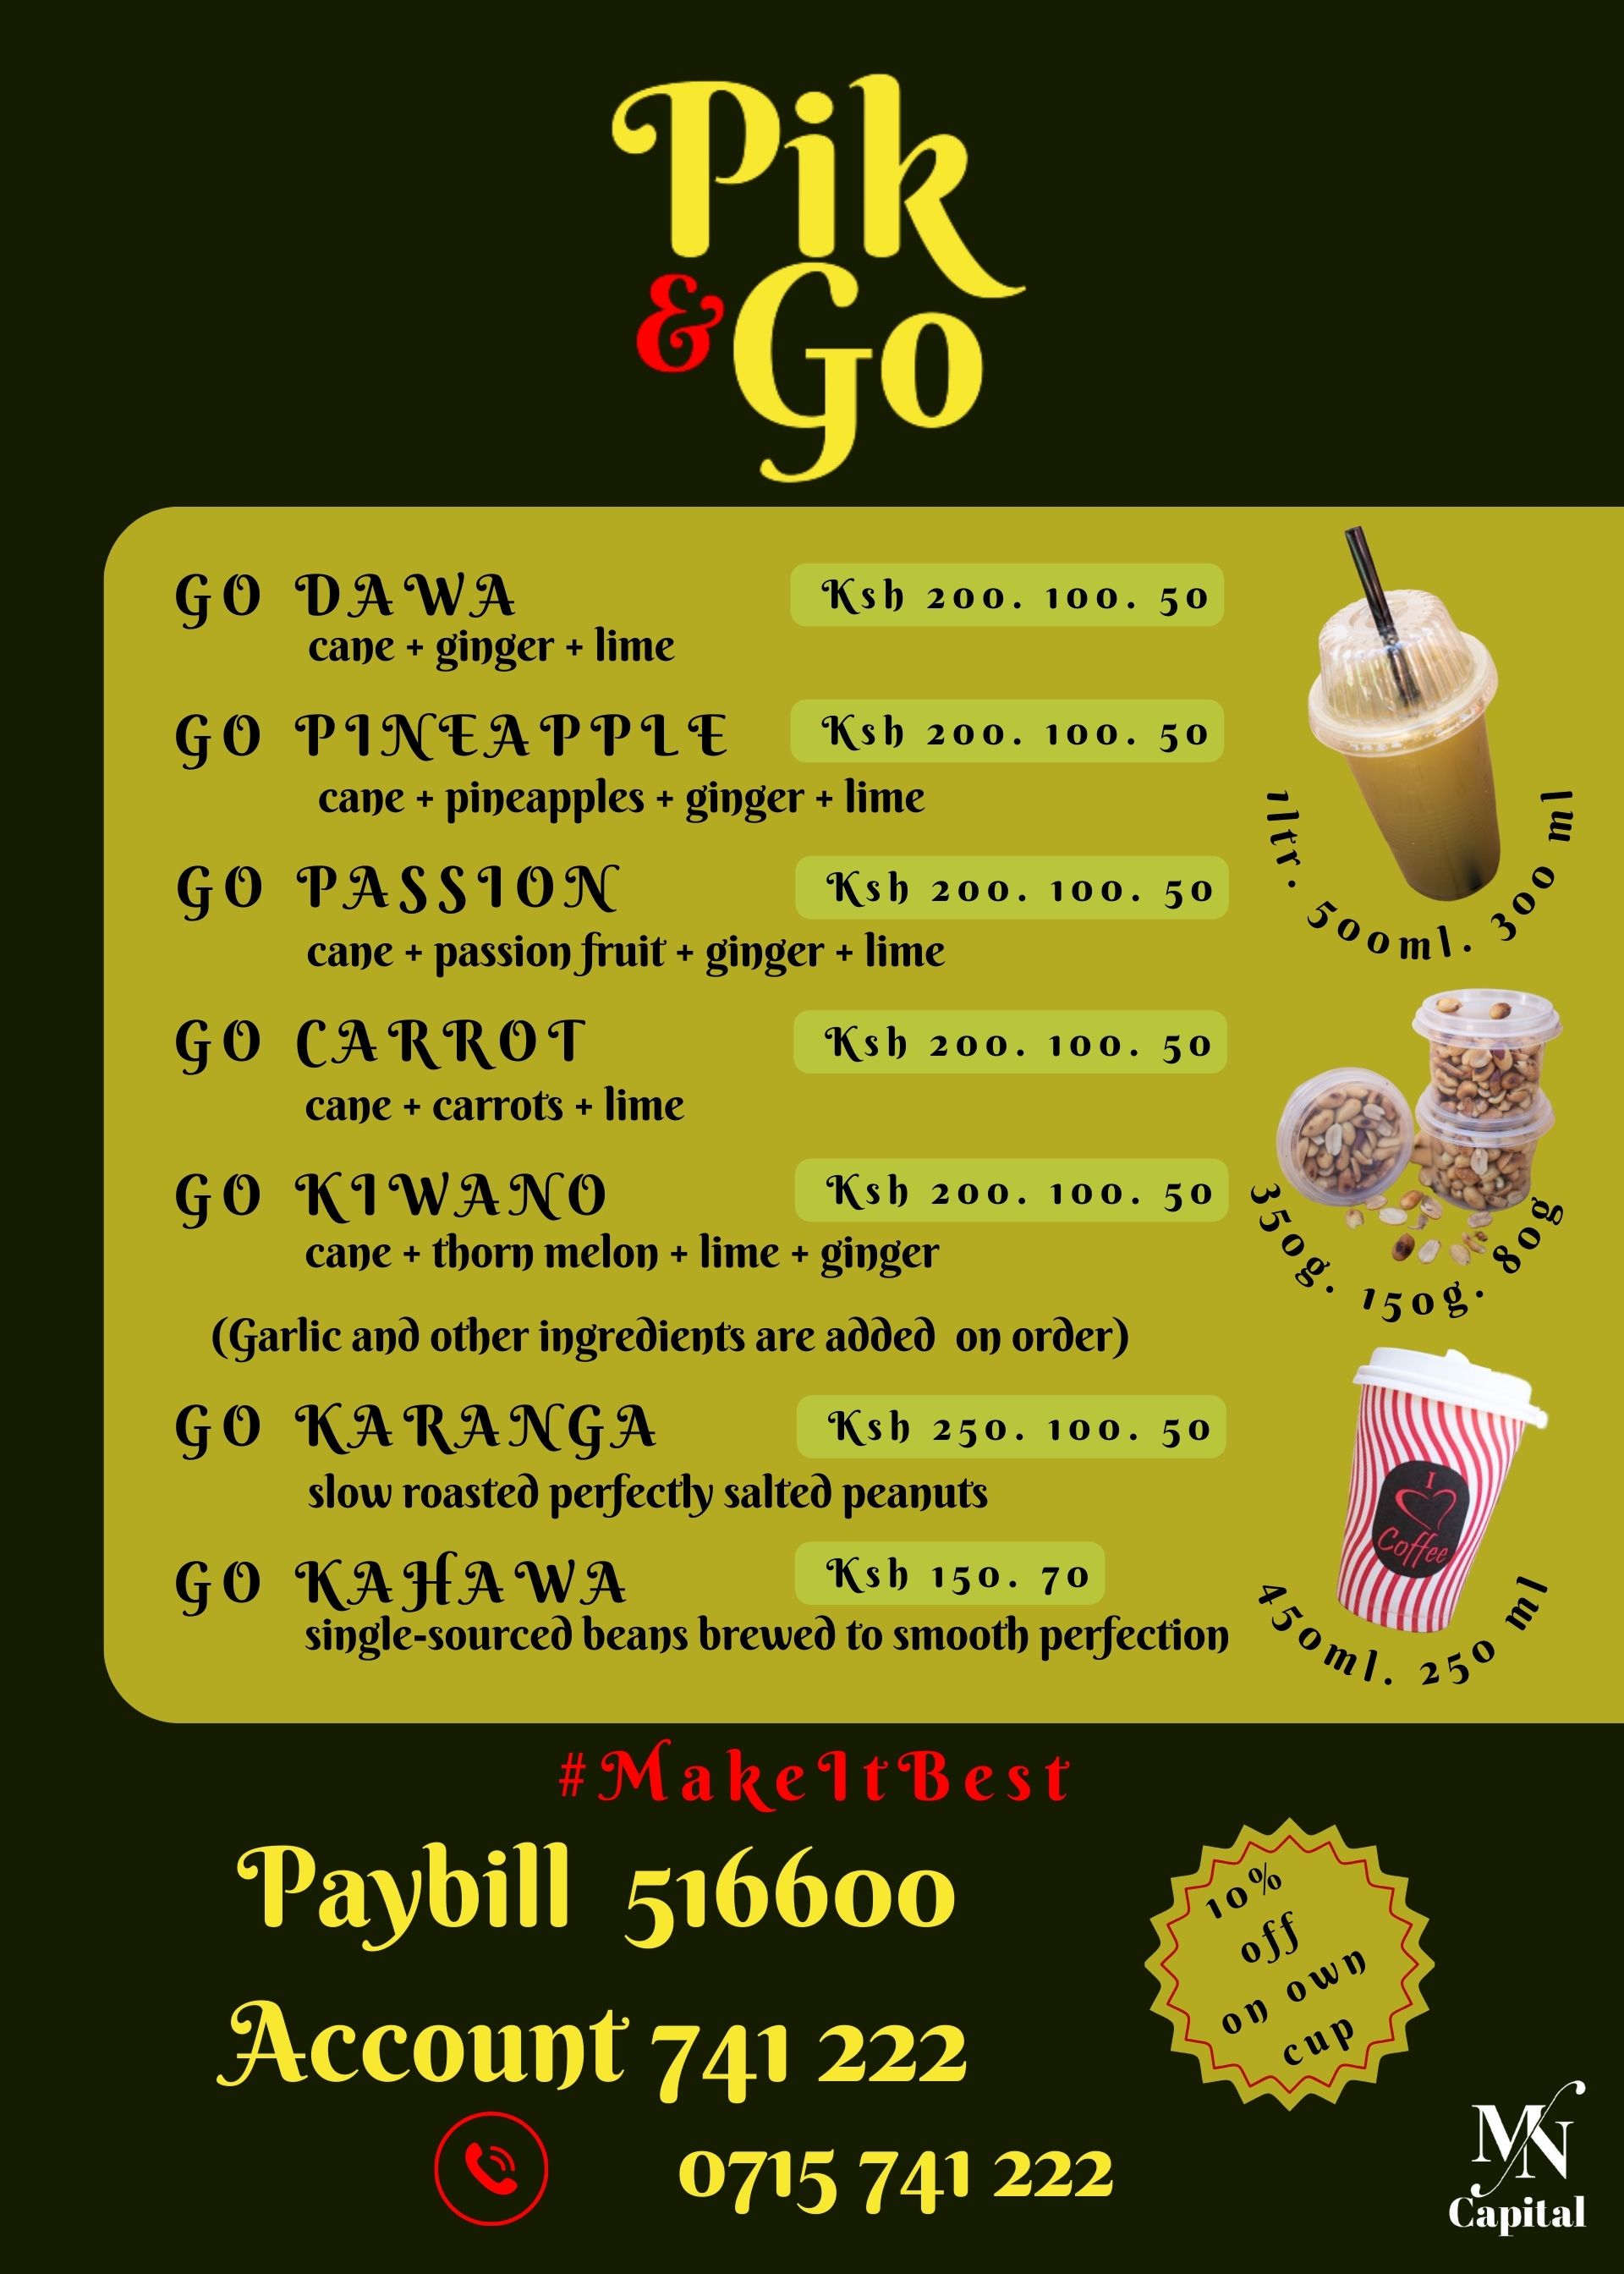 Pik
&Go
GO DAWA
Ksh 200. 100. 50
cane + ginger + lime
GO PINEAPPLE
Ksh 200. 100. 50
cane + pineapples + ginger + lime
GO PASSION
Ksh 200. 100. 50
cane + passion fruit + ginger + lime
1ltr. 500ml. 300 ml
GO CARROT
Ksh 200. 100. 50
cane + carrots + lime
GO KIWANO
Ksh 200. 100. 50
cane + thorn melon + lime + ginger
350g. 150g. 80g
(Garlic and other ingredients are added on order)
GO KARANGA
Ksh 250. 100. 50
slow roasted perfectly salted peanuts
I
Coffee
GO KAHAWA
Ksh 150. 70
single-sourced beans brewed to smooth perfection
450ml. 250 ml
#MakeItBest
Paybill 516600
Account 741 222
10%
off
on own
cup
0715 741 222
MN
Capital